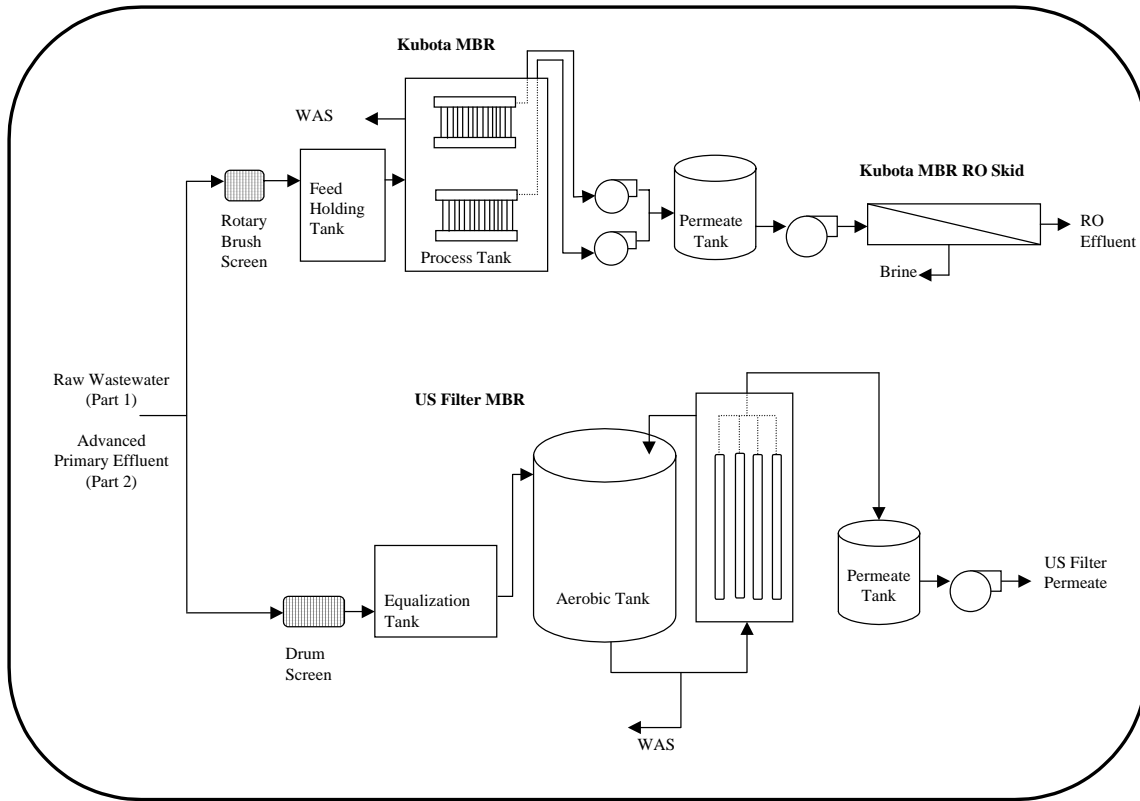 Kubota MBR
WAS
Feed
Holding
Tank
Rotary
Brush
Screen
Process Tank
Permeate
Tank
Kubota MBR RO Skid
RO
Effluent
Brine
Raw Wastewater
(Part 1)
Advanced
Primary Effluent
(Part 2)
US Filter MBR
Drum
Screen
Equalization
Tank
Aerobic Tank
WAS
Permeate
Tank
US Filter
Permeate